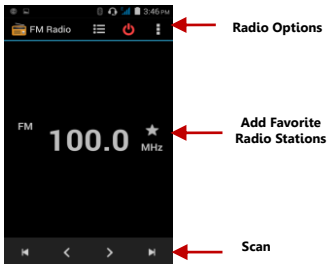 3:46 PM
FM Radio
Radio Options
FM
100.0
MHz
Add Favorite
Radio Stations
Scan